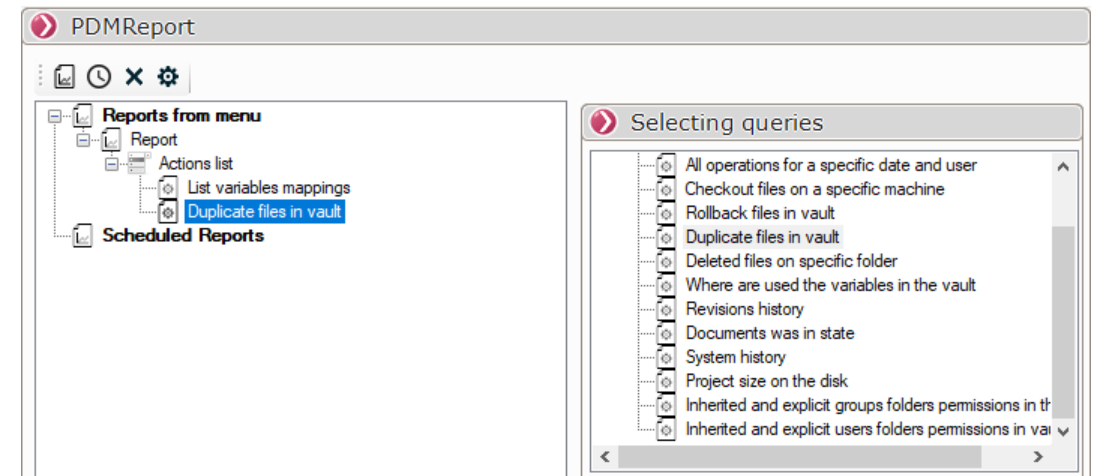 PDMReport
Reports from menu
Report
Actions list
List variables mappings
Duplicate files in vault
Scheduled Reports
Selecting queries
All operations for a specific date and user
Checkout files on a specific machine
Rollback files in vault
Duplicate files in vault
Deleted files on specific folder
Where are used the variables in the vault
Revisions history
Documents was in state
System history
Project size on the disk
Inherited and explicit groups folders permissions in th
Inherited and explicit users folders permissions in vau